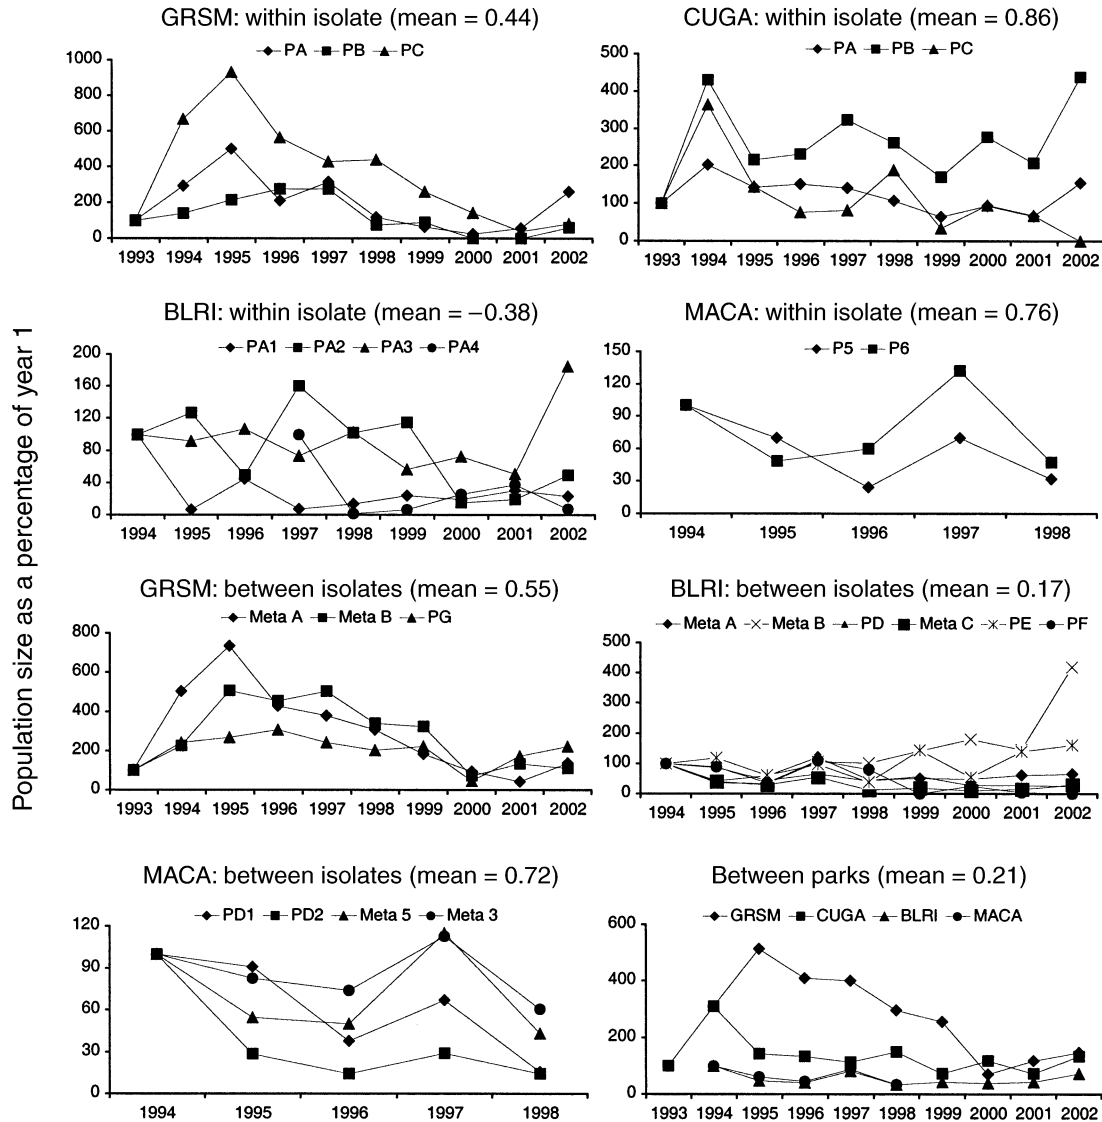 Population size as a percentage of year 1
GRSM: within isolate (mean = 0.44)
PA PB PC
1000
800
600
400
200
0
1993 1994 1995 1996 1997 1998 1999 2000 2001 2002
CUGA: within isolate (mean = 0.86)
PA PB PC
500
400
300
200
100
0
1993 1994 1995 1996 1997 1998 1999 2000 2001 2002
BLRI: within isolate (mean = −0.38)
PA1 PA2 PA3 PA4
200
160
120
80
40
0
1994 1995 1996 1997 1998 1999 2000 2001 2002
MACA: within isolate (mean = 0.76)
P5 P6
150
120
90
60
30
0
1994 1995 1996 1997 1998
GRSM: between isolates (mean = 0.55)
Meta A Meta B PG
800
600
400
200
0
1993 1994 1995 1996 1997 1998 1999 2000 2001 2002
BLRI: between isolates (mean = 0.17)
Meta A Meta B PD Meta C PE PF
500
400
300
200
100
0
1994 1995 1996 1997 1998 1999 2000 2001 2002
MACA: between isolates (mean = 0.72)
PD1 PD2 Meta 5 Meta 3
120
90
60
30
0
1994 1995 1996 1997 1998
Between parks (mean = 0.21)
GRSM CUGA BLRI MACA
600
400
200
0
1993 1994 1995 1996 1997 1998 1999 2000 2001 2002